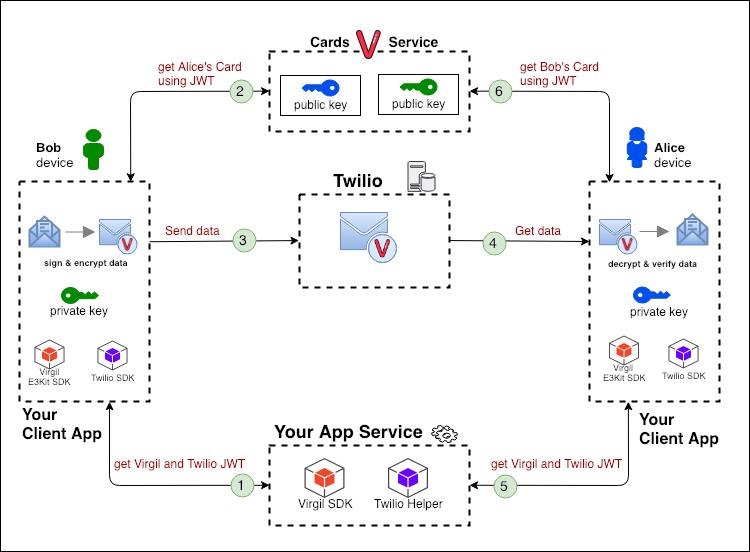 Cards V Service
get Alice's Card
using JWT
2
public key
public key
6
get Bob's Card
using JWT
Bob
device
Alice
device
Twilio
V
sign & encrypt data
Send data
3
V
4
Get data
V
decrypt & verify data
private key
private key
Virgil
E3Kit SDK
Twilio SDK
Virgil
E3Kit SDK
Twilio SDK
Your
Client App
Your App Service
Your
Client App
get Virgil and Twilio JWT
1
Virgil SDK
Twilio Helper
get Virgil and Twilio JWT
5